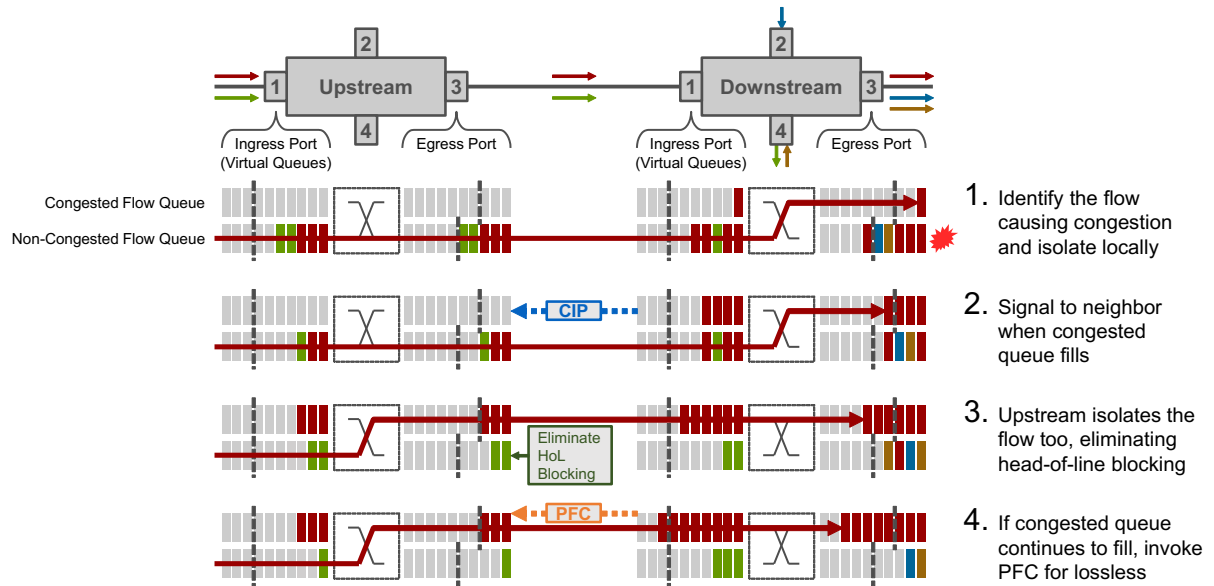 2
2
1
Upstream
3
1
Downstream
3
4
4
Ingress Port
(Virtual Queues)
Egress Port
Ingress Port
(Virtual Queues)
Egress Port
Congested Flow Queue
Non-Congested Flow Queue
1. Identify the flow
causing congestion
and isolate locally
CIP
2. Signal to neighbor
when congested
queue fills
Eliminate
HoL
Blocking
3. Upstream isolates the
flow too, eliminating
head-of-line blocking
PFC
4. If congested queue
continues to fill, invoke
PFC for lossless